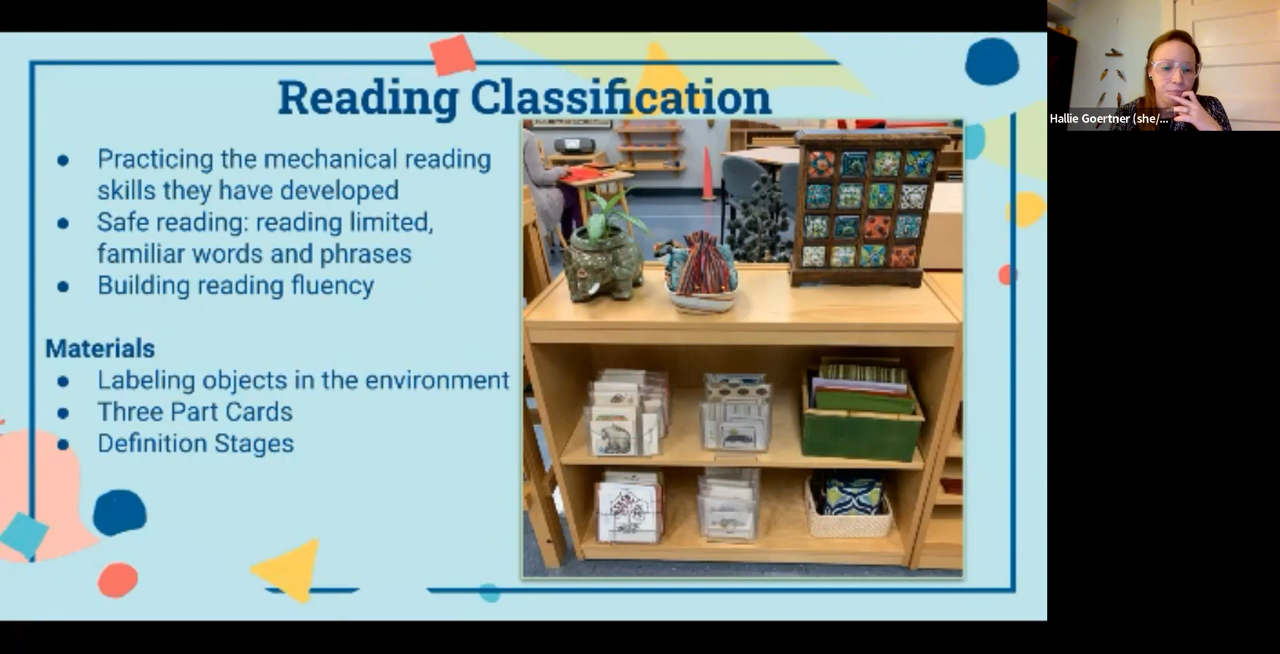 Reading Classification
● Practicing the mechanical reading
skills they have developed
● Safe reading: reading limited,
familiar words and phrases
● Building reading fluency
Materials
● Labeling objects in the environment
● Three Part Cards
● Definition Stages
Hallie Goertner (she/...